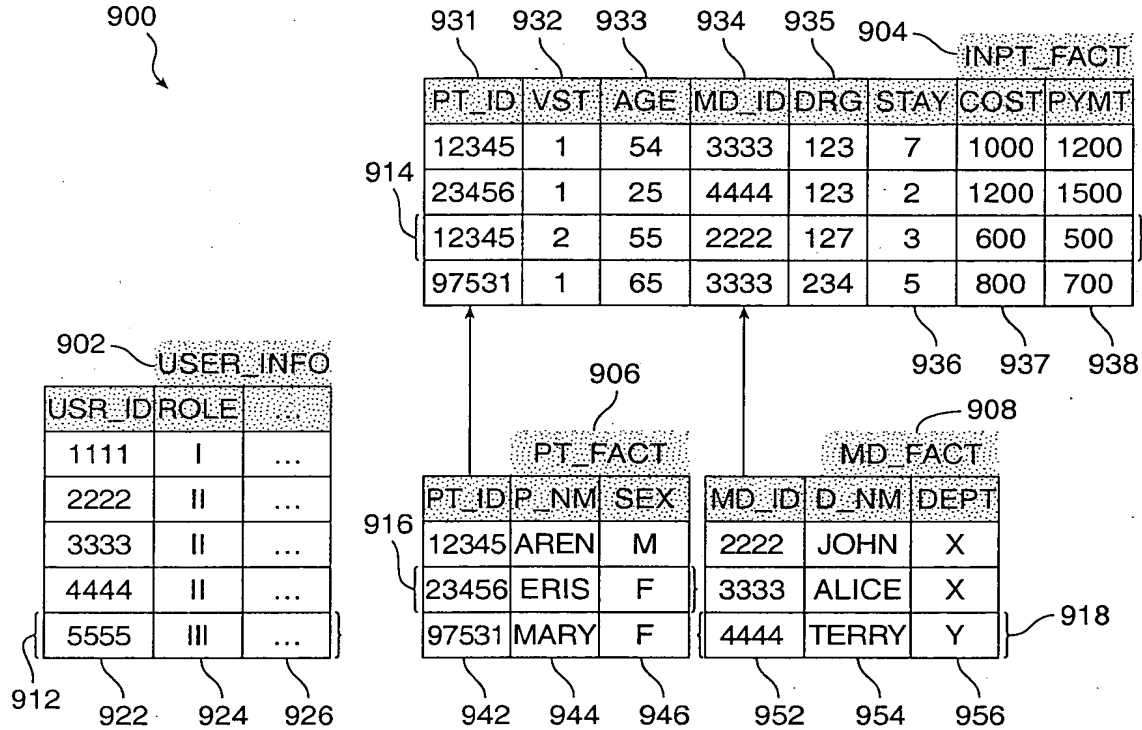 900
931 932 933 934 935
904 INPT_FACT
PT_ID VST AGE MD_ID DRG STAY COST PYMT
12345 1 54 3333 123 7 1000 1200
914
23456 1 25 4444 123 2 1200 1500
12345 2 55 2222 127 3 600 500
97531 1 65 3333 234 5 800 700
936 937 938
902 USER_INFO
USR_ID ROLE ...
1111 I ...
2222 II ...
3333 II ...
4444 II ...
5555 III ...
912 922 924 926
906
PT_FACT
PT_ID P_NM SEX
12345 AREN M
916
23456 ERIS F
97531 MARY F
942 944 946
908
MD_FACT
MD_ID D_NM DEPT
2222 JOHN X
3333 ALICE X
4444 TERRY Y
918
952 954 956